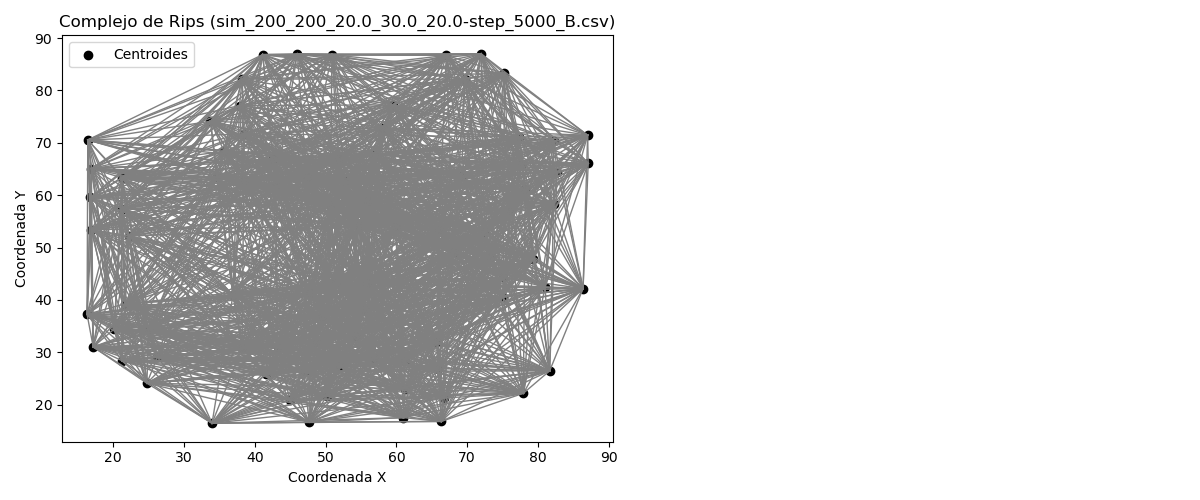 Complejo de Rips (sim_200_200_20.0_30.0_20.0-step_5000_B.csv)
Centroides
Coordenada Y
90
80
70
60
50
40
30
20
20 30 40 50 60 70 80 90
Coordenada X